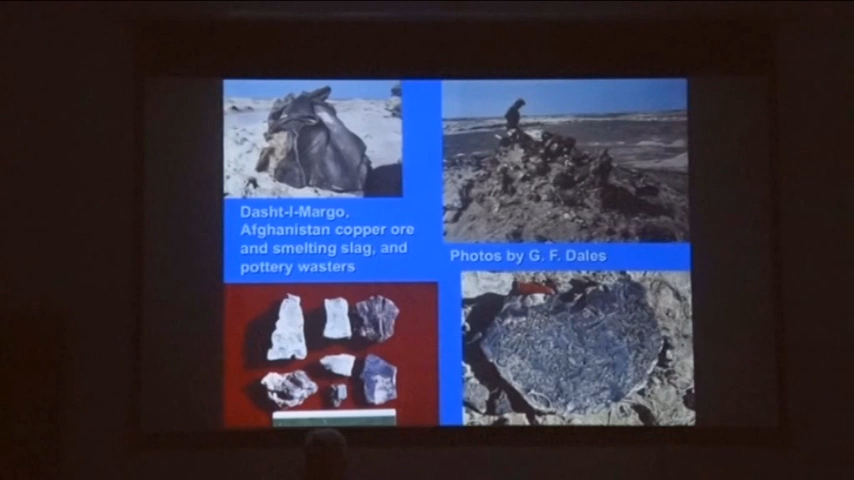 Dasht-I-Margo,
Afghanistan copper ore
and smelting slag, and
pottery wasters
Photos by G. F. Dales